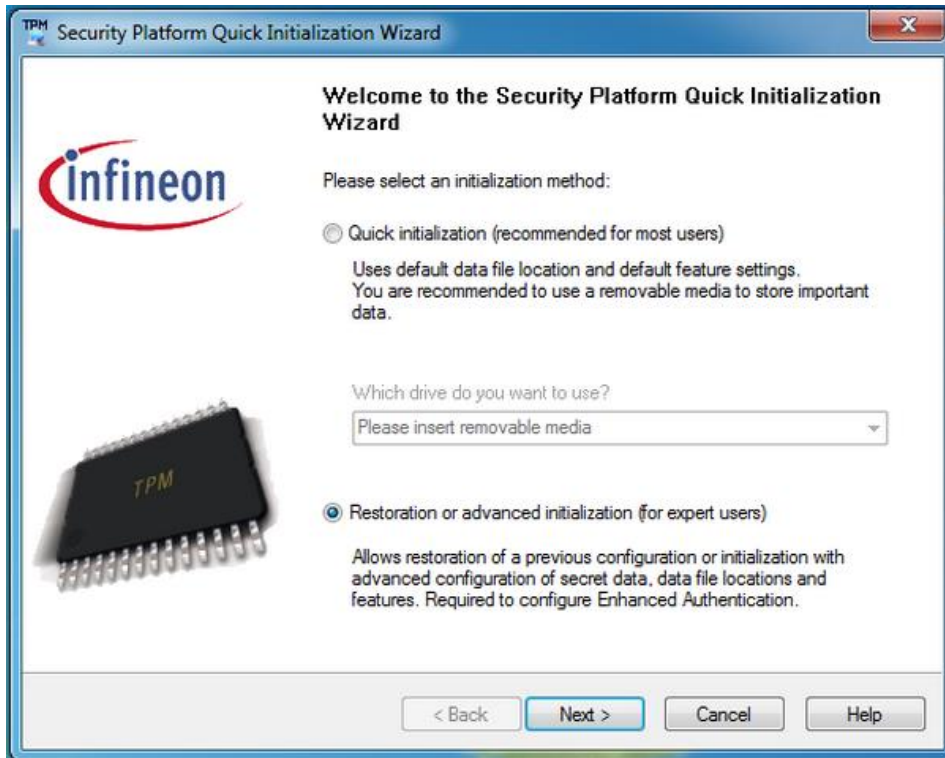 TPM
Security Platform Quick Initialization Wizard
Welcome to the Security Platform Quick Initialization
Wizard
infineon
Please select an initialization method:
Quick initialization (recommended for most users)
Uses default data file location and default feature settings.
You are recommended to use a removable media to store important
data.
Which drive do you want to use?
Please insert removable media
TPM
Restoration or advanced initialization (for expert users)
Allows restoration of a previous configuration or initialization with
advanced configuration of secret data, data file locations and
features. Required to configure Enhanced Authentication.
< Back
Next >
Cancel
Help